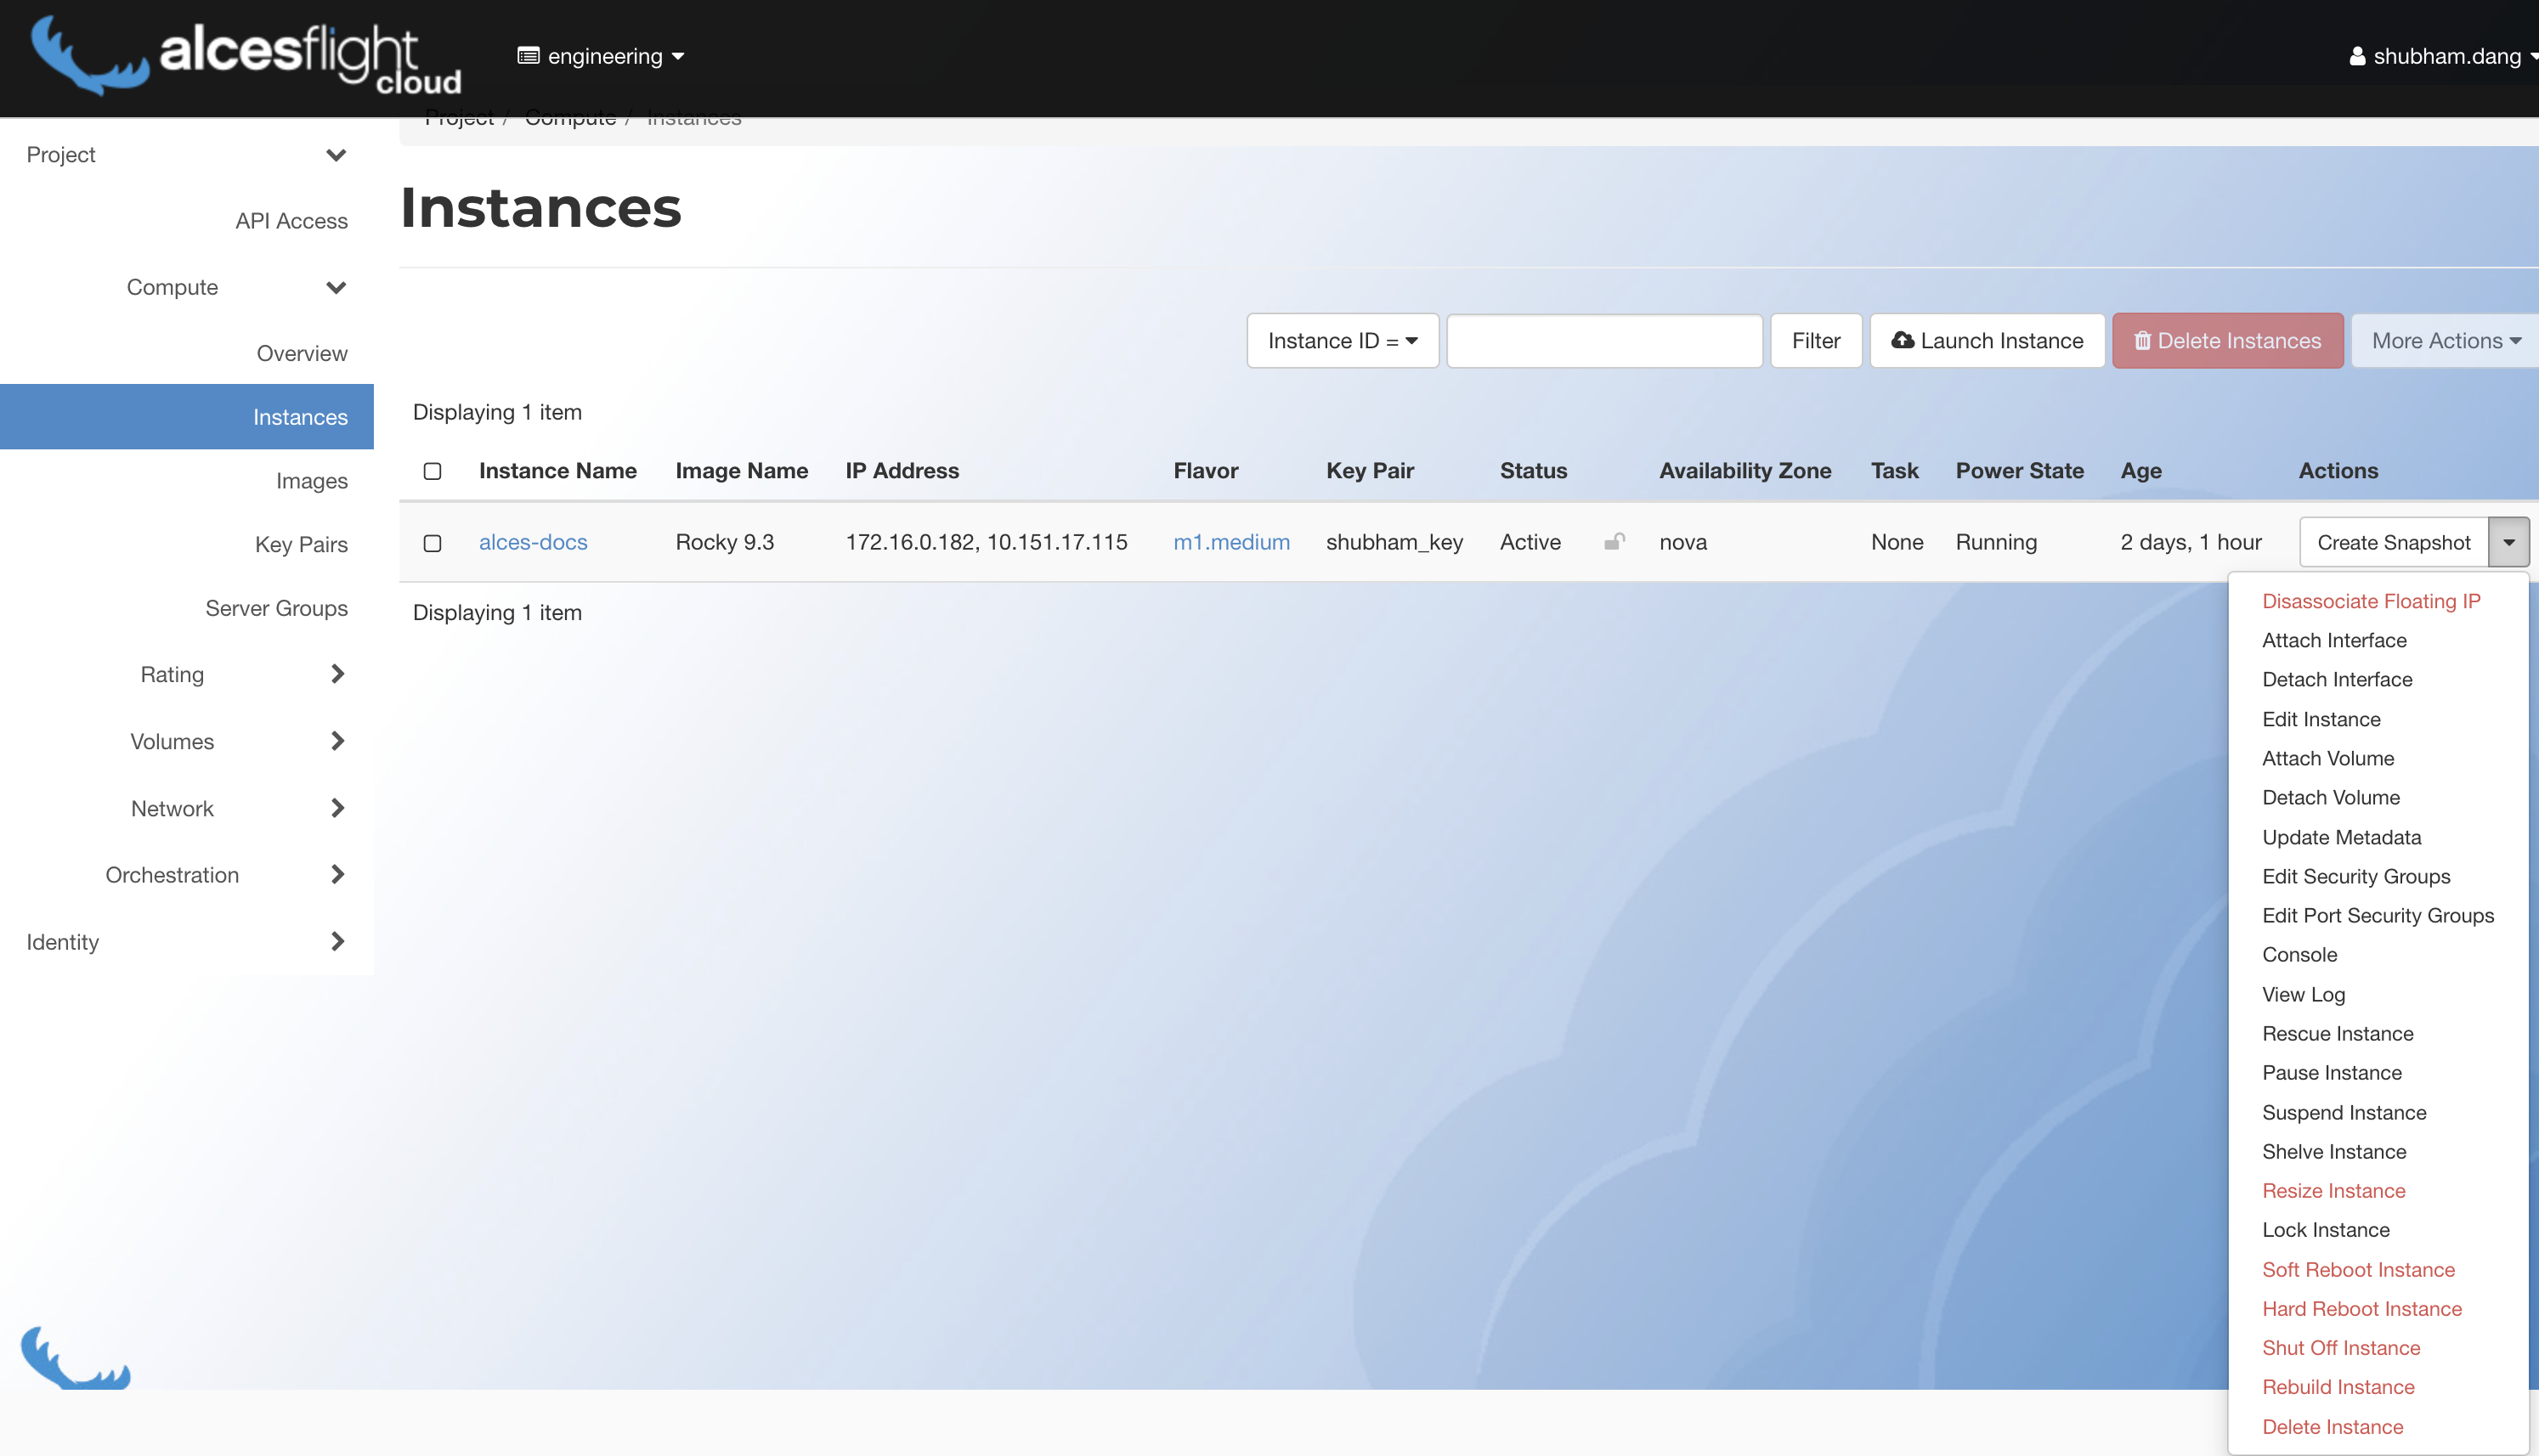 alcesflight
cloud
engineering
shubham.dang
Project / Compute / Instances
Project
API Access
Compute
Overview
Instances
Images
Key Pairs
Server Groups
Rating
Volumes
Network
Orchestration
Identity
Instances
Instance ID =
Filter
Launch Instance
Delete Instances
More Actions
Displaying 1 item
Instance Name Image Name IP Address Flavor Key Pair Status Availability Zone Task Power State Age Actions
alces-docs Rocky 9.3 172.16.0.182, 10.151.17.115 m1.medium shubham_key Active nova None Running 2 days, 1 hour Create Snapshot
Displaying 1 item
Disassociate Floating IP
Attach Interface
Detach Interface
Edit Instance
Attach Volume
Detach Volume
Update Metadata
Edit Security Groups
Edit Port Security Groups
Console
View Log
Rescue Instance
Pause Instance
Suspend Instance
Shelve Instance
Resize Instance
Lock Instance
Soft Reboot Instance
Hard Reboot Instance
Shut Off Instance
Rebuild Instance
Delete Instance